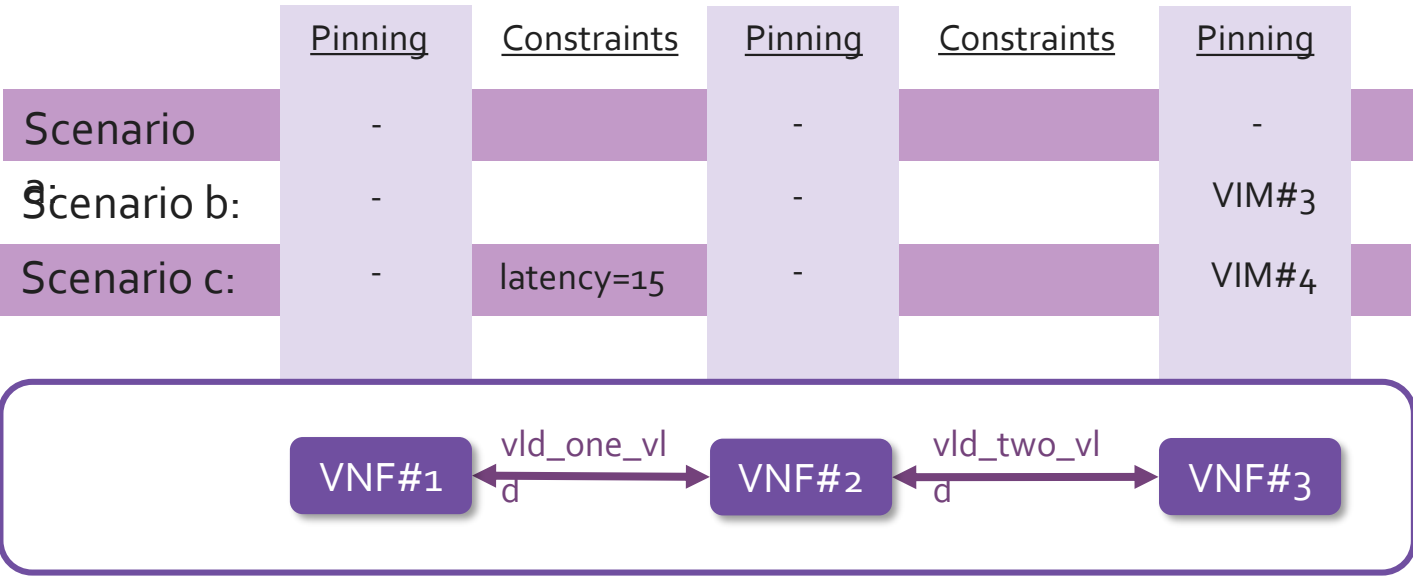 Pinning Constraints Pinning Constraints Pinning
Scenario a: - - -
Scenario b: - - VIM#3
Scenario c: - latency=15 - VIM#4
vld_one_vl
d
vld_two_vl
d
VNF#1 VNF#2 VNF#3